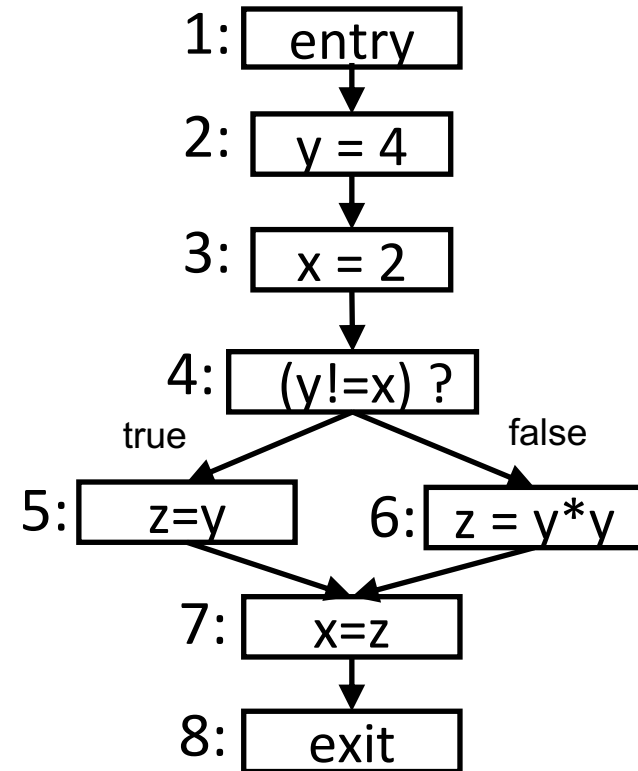 1: entry
2: y = 4
3: x = 2
4: (y!=x) ?
true
false
5: z=y
6: z = y*y
7: x=z
8: exit